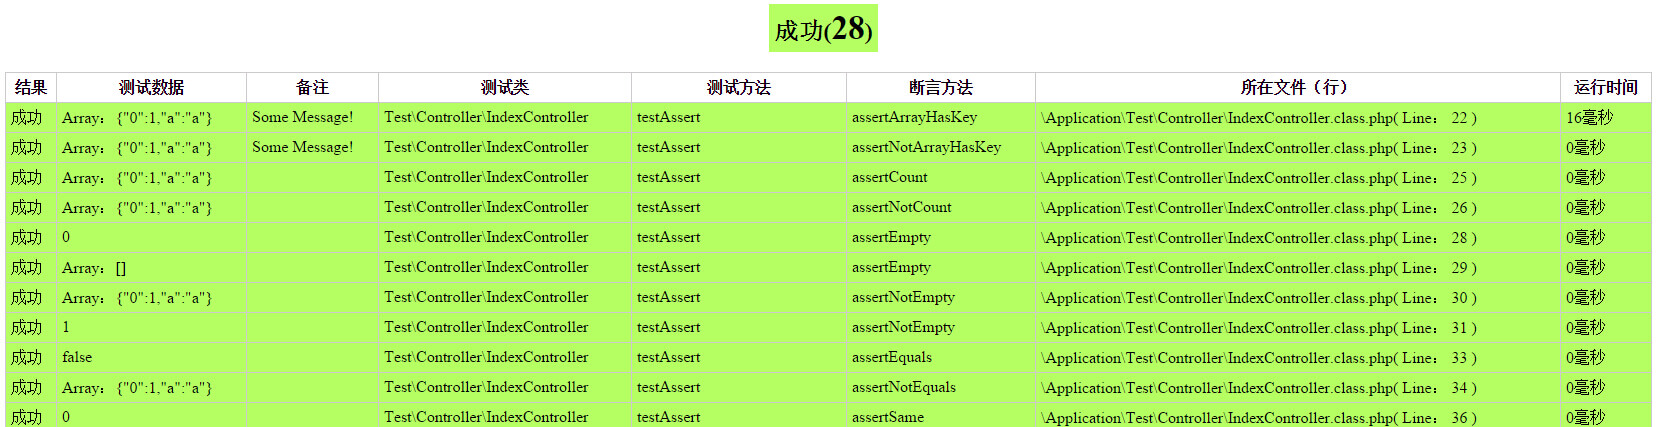 成功(28)
结果 测试数据 备注 测试类 测试方法 断言方法 所在文件（行） 运行时间
成功 Array：{"0":1,"a":"a"} Some Message! Test\Controller\IndexController testAssert assertArrayHasKey \Application\Test\Controller\IndexController.class.php( Line： 22 ) 16毫秒
成功 Array：{"0":1,"a":"a"} Some Message! Test\Controller\IndexController testAssert assertNotArrayHasKey \Application\Test\Controller\IndexController.class.php( Line： 23 ) 0毫秒
成功 Array：{"0":1,"a":"a"} Test\Controller\IndexController testAssert assertCount \Application\Test\Controller\IndexController.class.php( Line： 25 ) 0毫秒
成功 Array：{"0":1,"a":"a"} Test\Controller\IndexController testAssert assertNotCount \Application\Test\Controller\IndexController.class.php( Line： 26 ) 0毫秒
成功 0 Test\Controller\IndexController testAssert assertEmpty \Application\Test\Controller\IndexController.class.php( Line： 28 ) 0毫秒
成功 Array：[] Test\Controller\IndexController testAssert assertEmpty \Application\Test\Controller\IndexController.class.php( Line： 29 ) 0毫秒
成功 Array：{"0":1,"a":"a"} Test\Controller\IndexController testAssert assertNotEmpty \Application\Test\Controller\IndexController.class.php( Line： 30 ) 0毫秒
成功 1 Test\Controller\IndexController testAssert assertNotEmpty \Application\Test\Controller\IndexController.class.php( Line： 31 ) 0毫秒
成功 false Test\Controller\IndexController testAssert assertEquals \Application\Test\Controller\IndexController.class.php( Line： 33 ) 0毫秒
成功 Array：{"0":1,"a":"a"} Test\Controller\IndexController testAssert assertNotEquals \Application\Test\Controller\IndexController.class.php( Line： 34 ) 0毫秒
成功 0 Test\Controller\IndexController testAssert assertSame \Application\Test\Controller\IndexController.class.php( Line： 36 ) 0毫秒